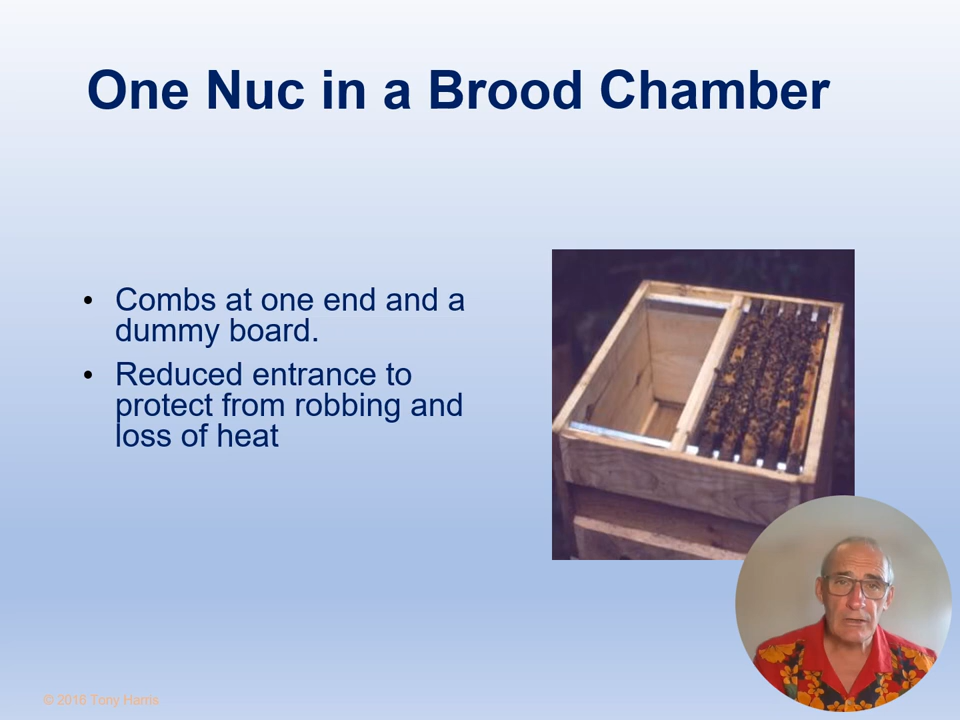 One Nuc in a Brood Chamber
• Combs at one end and a
dummy board.
• Reduced entrance to
protect from robbing and
loss of heat
© 2016 Tony Harris